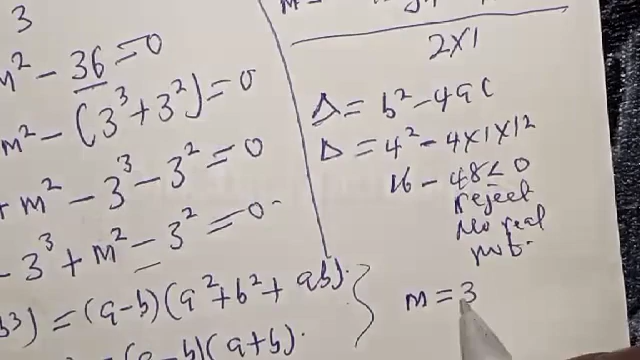 3
m² - 36 = 0
m² - (3³ + 3²) = 0
+ m² - 3³ - 3² = 0
- 3³ + m² - 3² = 0
b³) = (a-b)(a² + b² + ab).
(a-b)(a+b).
2×1
Δ = b² - 4ac
Δ = 4² - 4×1×12
16 - 48 < 0
reject
No real
m = 3